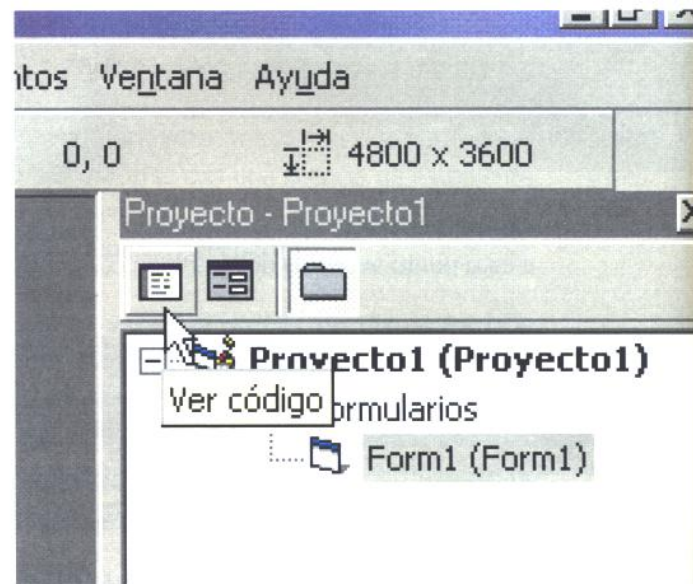 ntos Ventana Ayuda
0, 0 4800 x 3600
Proyecto - Proyecto1
Proyecto1 (Proyecto1)
Ver código ormularios
Form1 (Form1)